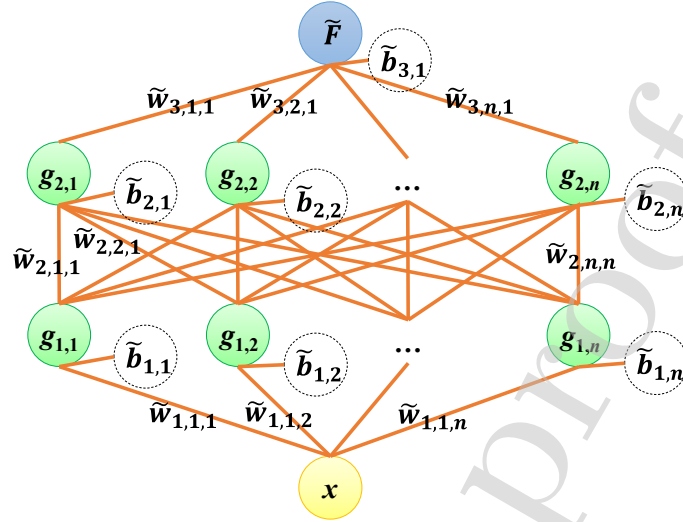 F̃
b̃₃,₁
w̃₃,₁,₁ w̃₃,₂,₁ w̃₃,ₙ,₁
g₂,₁ g₂,₂ ... g₂,ₙ
b̃₂,₁ b̃₂,₂ b̃₂,ₙ
w̃₂,₁,₁ w̃₂,₂,₁ w̃₂,ₙ,ₙ
g₁,₁ g₁,₂ ... g₁,ₙ
b̃₁,₁ b̃₁,₂ b̃₁,ₙ
w̃₁,₁,₁ w̃₁,₁,₂ w̃₁,₁,ₙ
x
proof